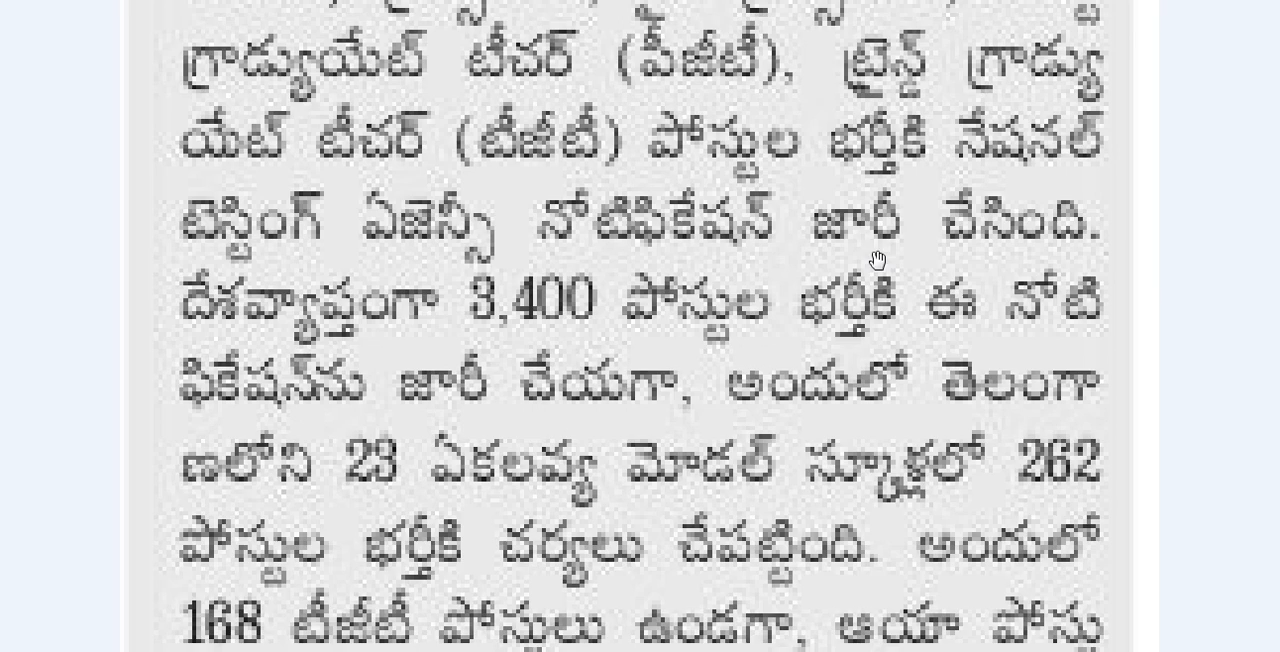 గ్రాడ్యుయేట్ టీచర్ (పీజీటీ), ట్రైన్డ్ గ్రాడ్యు
యేట్ టీచర్ (టీజీటీ) పోస్టుల భర్తీకి నేషనల్
టెస్టింగ్ ఏజెన్సీ నోటిఫికేషన్ జారీ చేసింది.
దేశవ్యాప్తంగా 3,400 పోస్టుల భర్తీకి ఈ నోటి
ఫికేషన్‌ను జారీ చేయగా, అందులో తెలంగా
ణలోని 23 ఏకలవ్య మోడల్ స్కూళ్లలో 262
పోస్టుల భర్తీకి చర్యలు చేపట్టింది. అందులో
168 టీజీటీ పోస్టులు ఉండగా, ఆయా పోస్టు